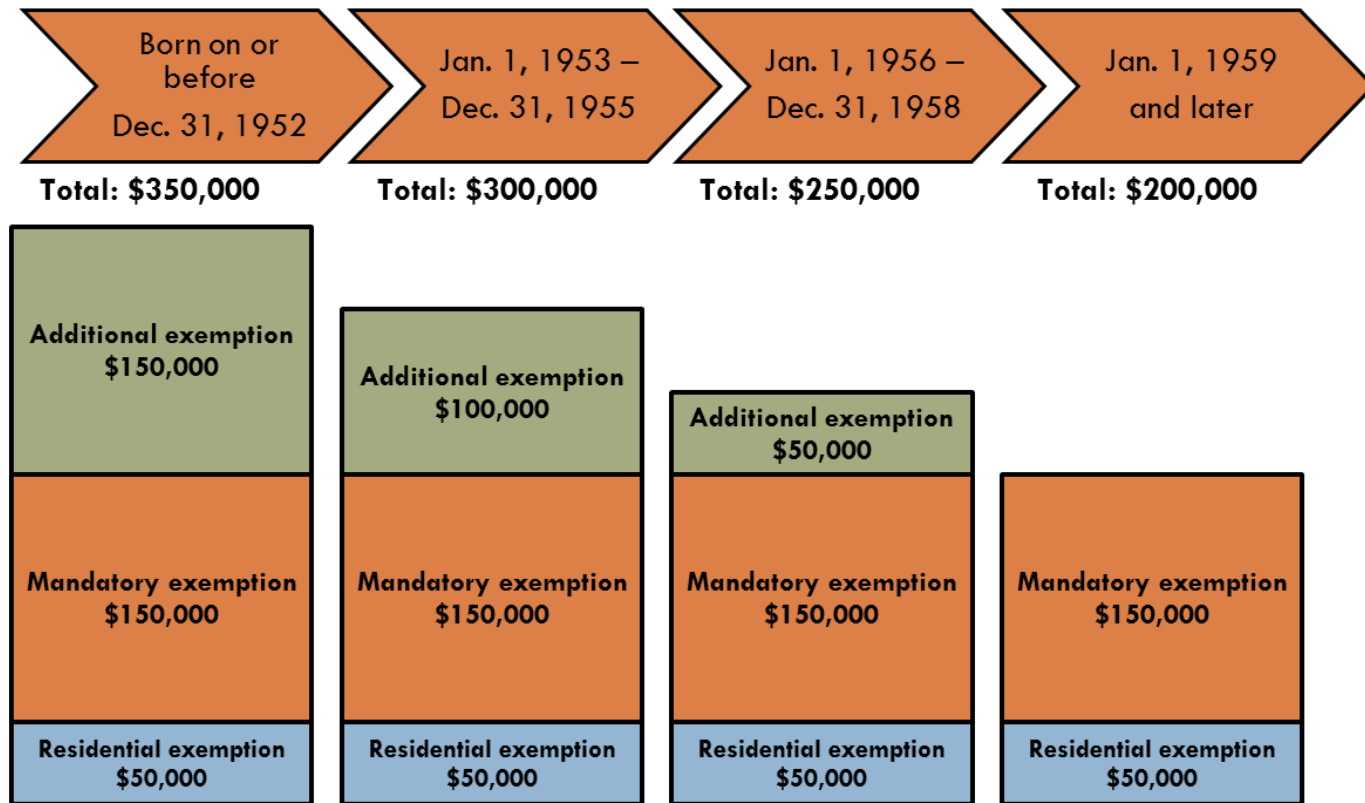 Born on or
before
Dec. 31, 1952
Jan. 1, 1953 –
Dec. 31, 1955
Jan. 1, 1956 –
Dec. 31, 1958
Jan. 1, 1959
and later
Total: $350,000
Total: $300,000
Total: $250,000
Total: $200,000
Additional exemption
$150,000
Additional exemption
$100,000
Additional exemption
$50,000
Mandatory exemption
$150,000
Mandatory exemption
$150,000
Mandatory exemption
$150,000
Mandatory exemption
$150,000
Residential exemption
$50,000
Residential exemption
$50,000
Residential exemption
$50,000
Residential exemption
$50,000